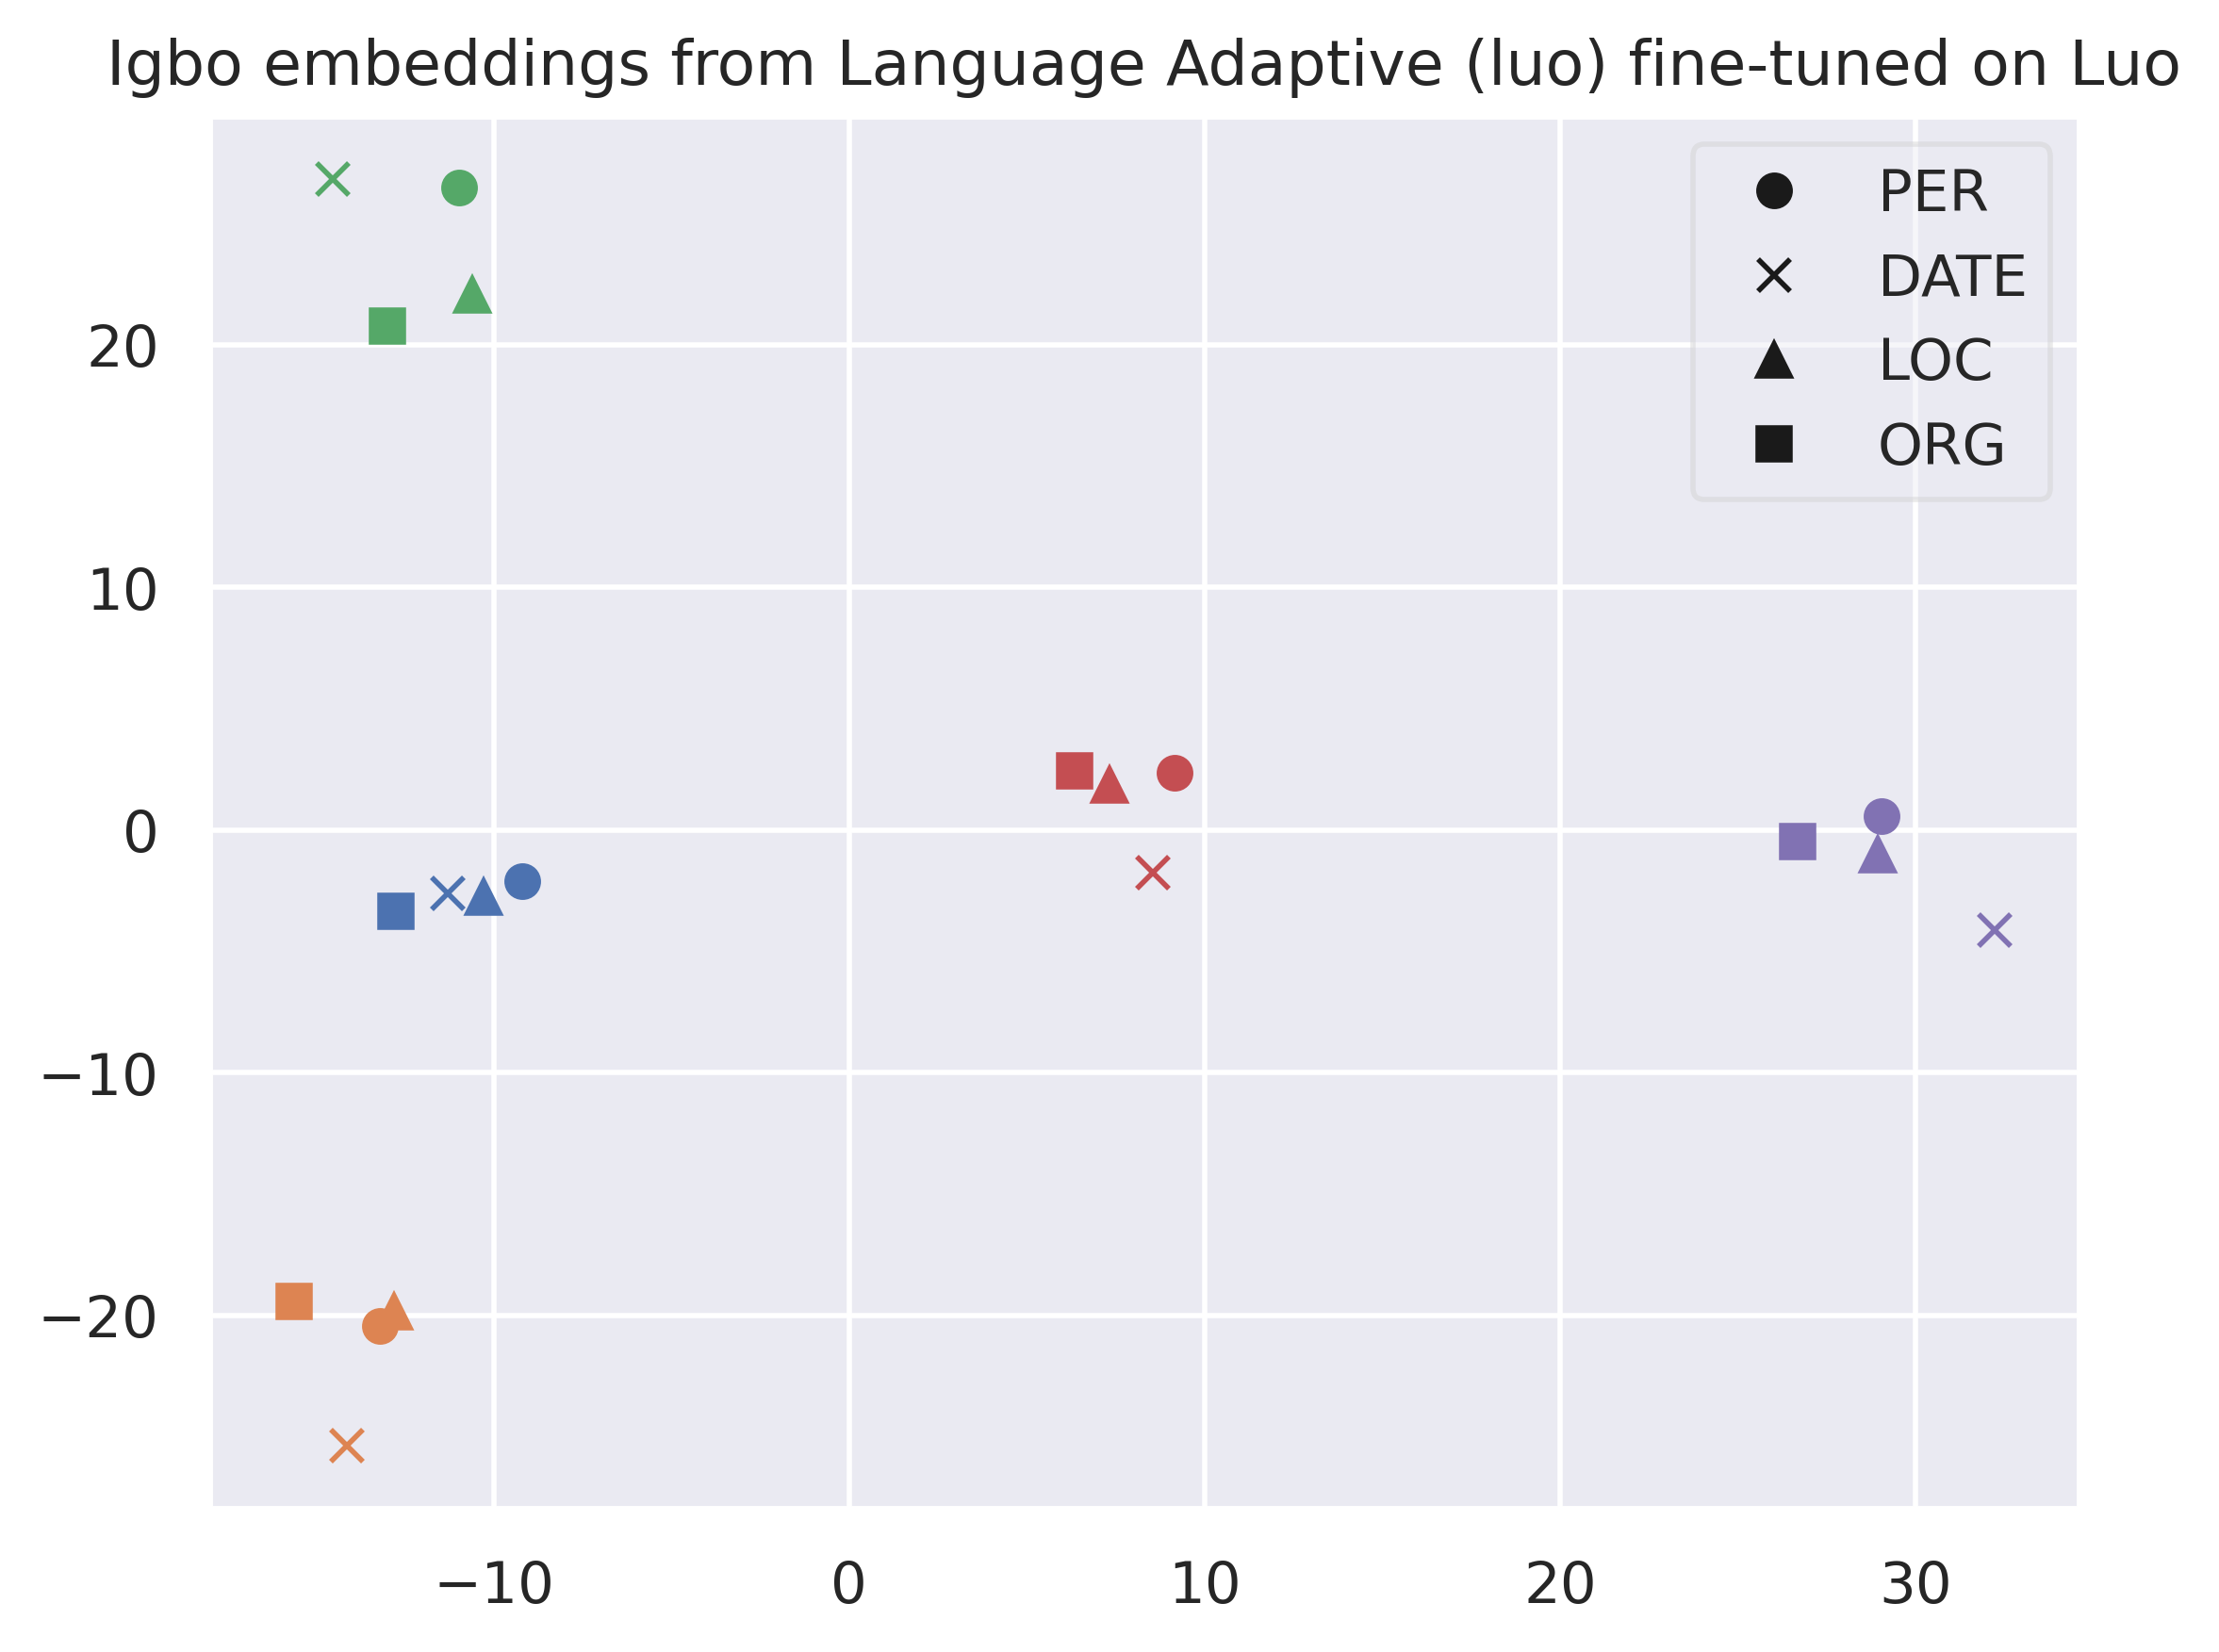 Igbo embeddings from Language Adaptive (luo) fine-tuned on Luo
PER
DATE
LOC
ORG
20
10
0
−10
−20
−10 0 10 20 30